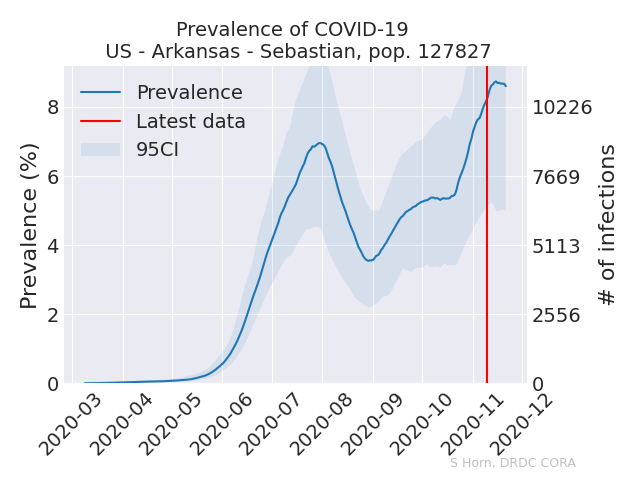 Prevalence of COVID-19
US - Arkansas - Sebastian, pop. 127827
Prevalence
Latest data
95CI
Prevalence (%)
8
6
4
2
0
# of infections
10226
7669
5113
2556
0
2020-03
2020-04
2020-05
2020-06
2020-07
2020-08
2020-09
2020-10
2020-11
2020-12
S Horn, DRDC CORA